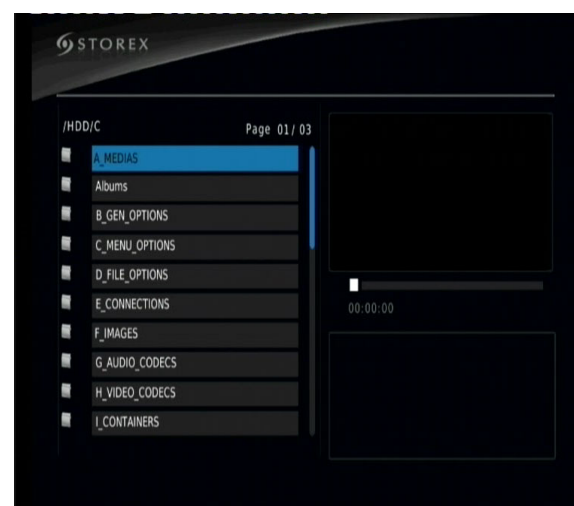 STOREX
/HDD/C Page 01/03
A_MEDIAS
Albums
B_GEN_OPTIONS
C_MENU_OPTIONS
D_FILE_OPTIONS
E_CONNECTIONS
00:00:00
F_IMAGES
G_AUDIO_CODECS
H_VIDEO_CODECS
I_CONTAINERS